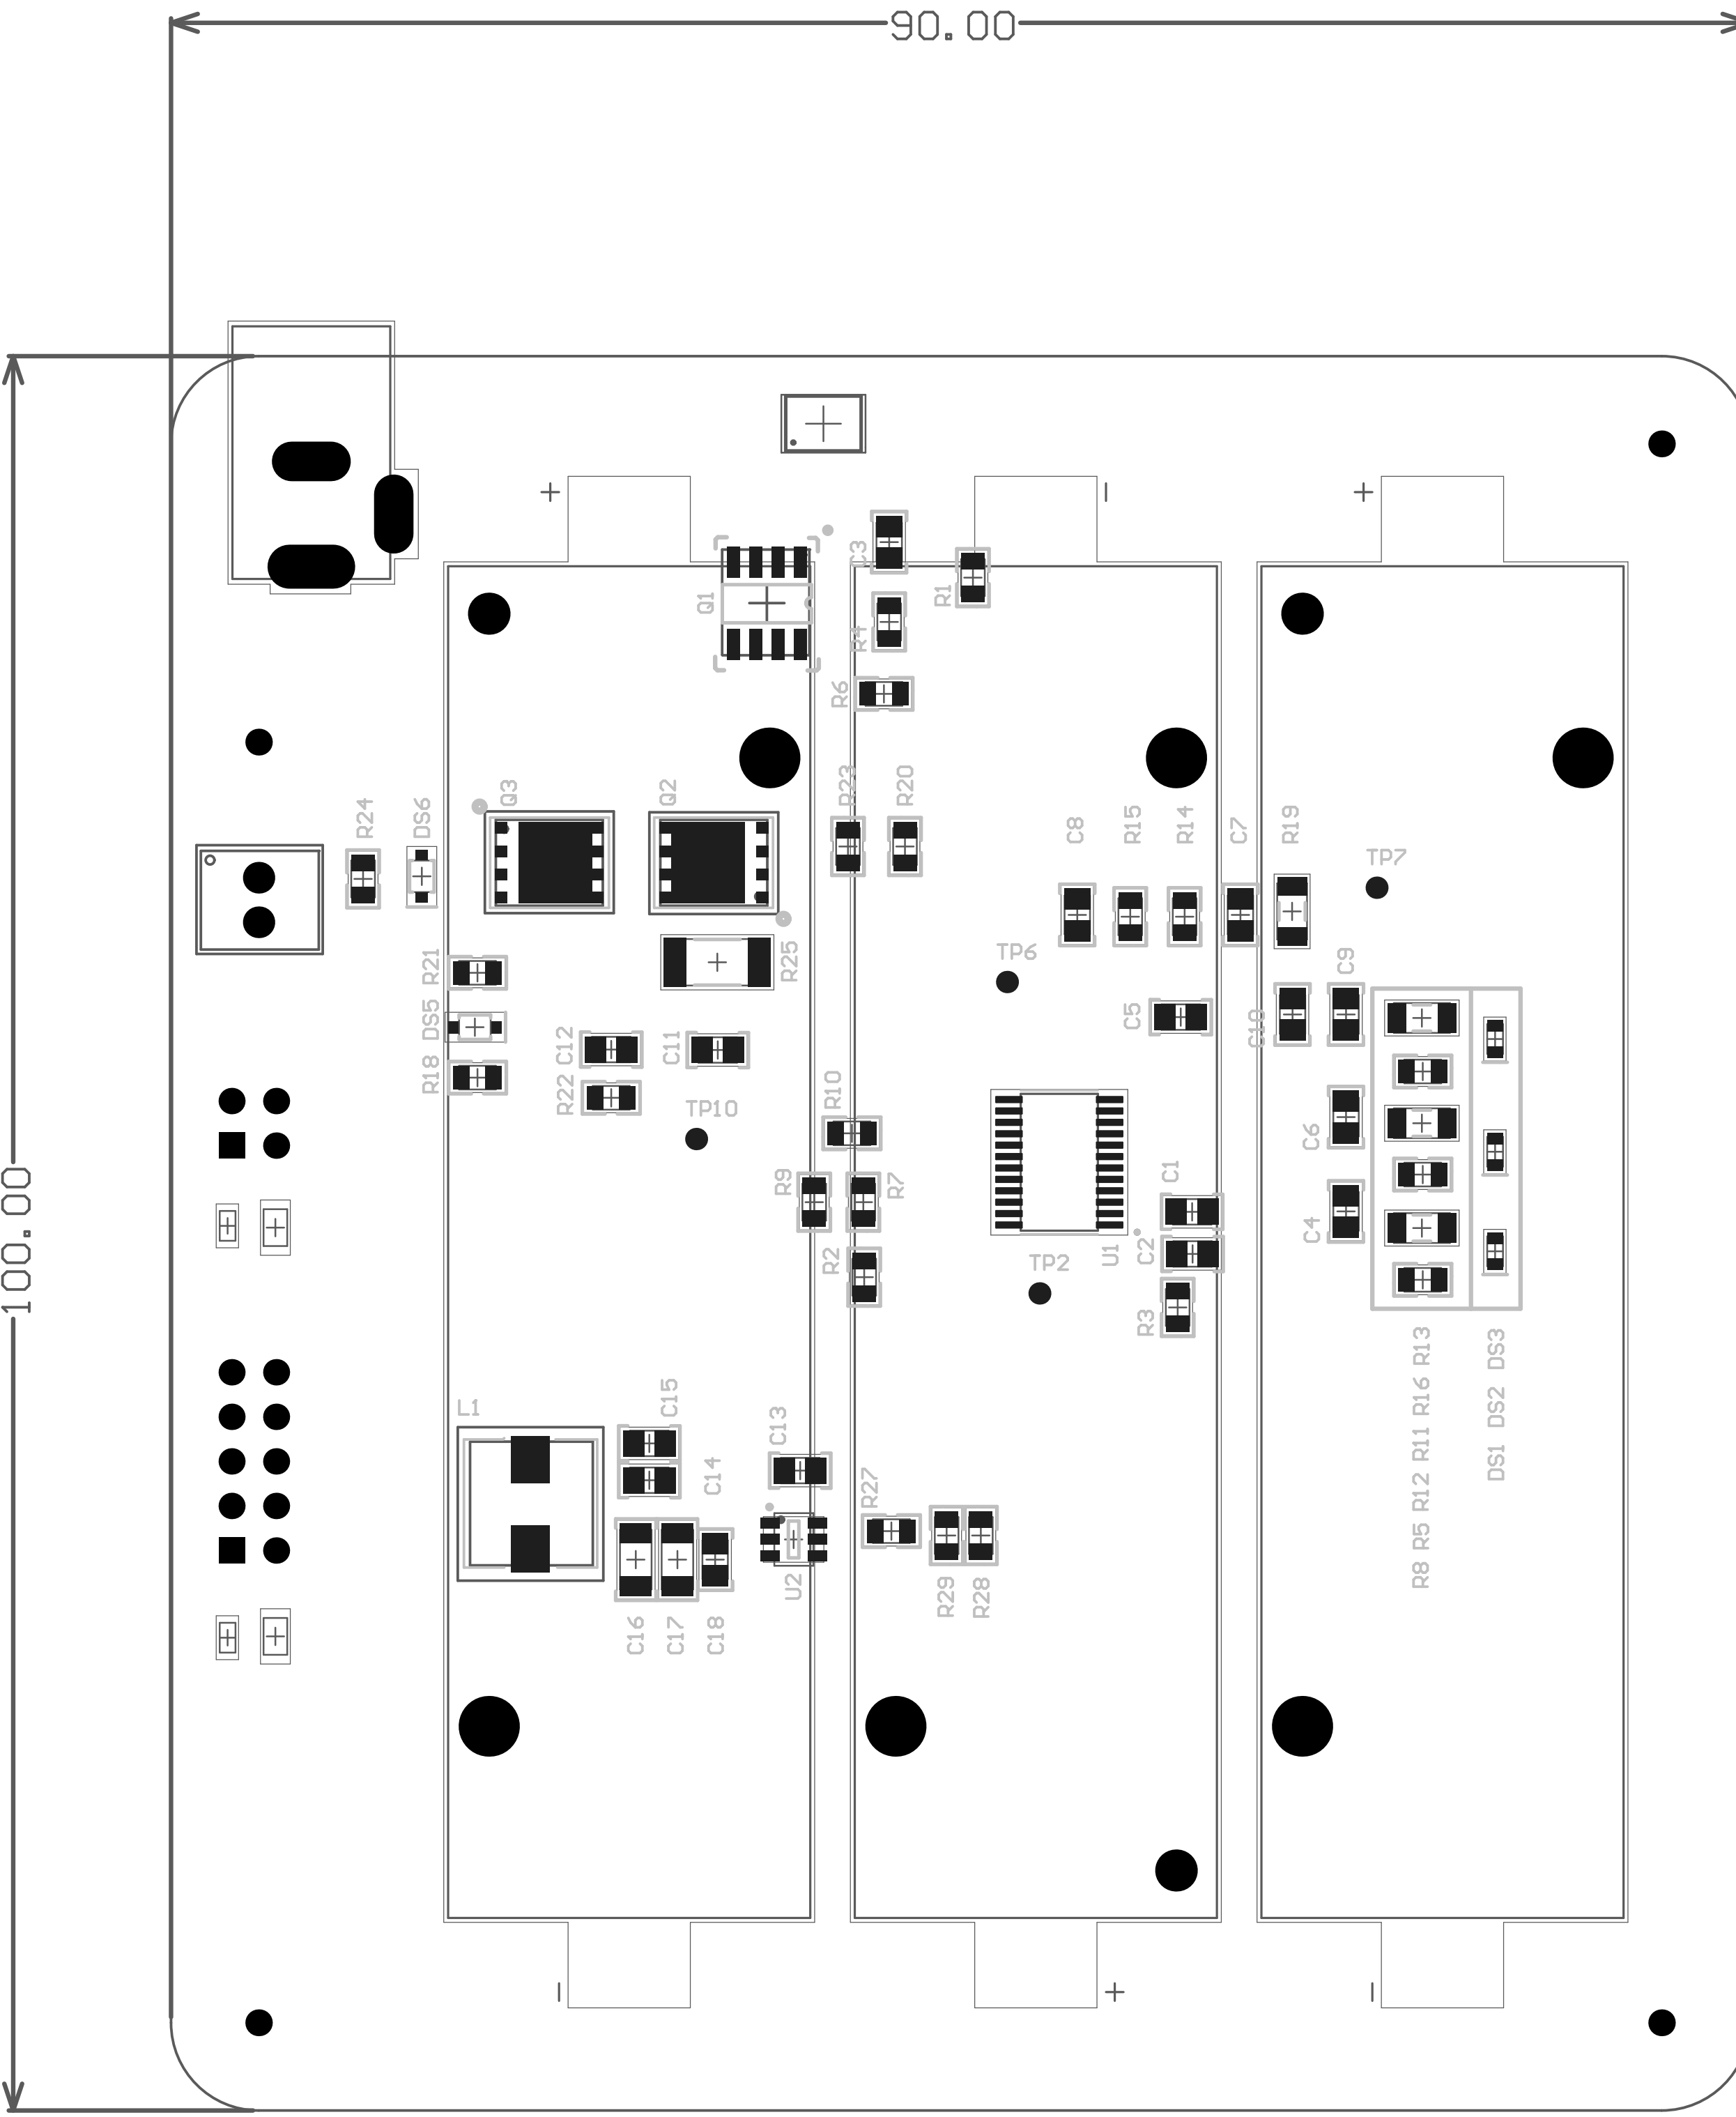 90.00
100.00
+
-
+
C3
R1
Q1
R4
R6
Q3
Q2
R23
R20
R24
DS6
C8
R15
R14
C7
R19
TP7
R21
R25
TP6
C9
DS5
C12
C11
C5
C10
R18
R22
TP10
R10
C6
R9
R7
C1
R2
TP2
U1
C2
C4
R3
L1
C15
C13
C14
R27
R8 R5 R12 R11 R16 R13
DS1 DS2 DS3
U2
R29
R28
C16
C17
C18
-
+
-